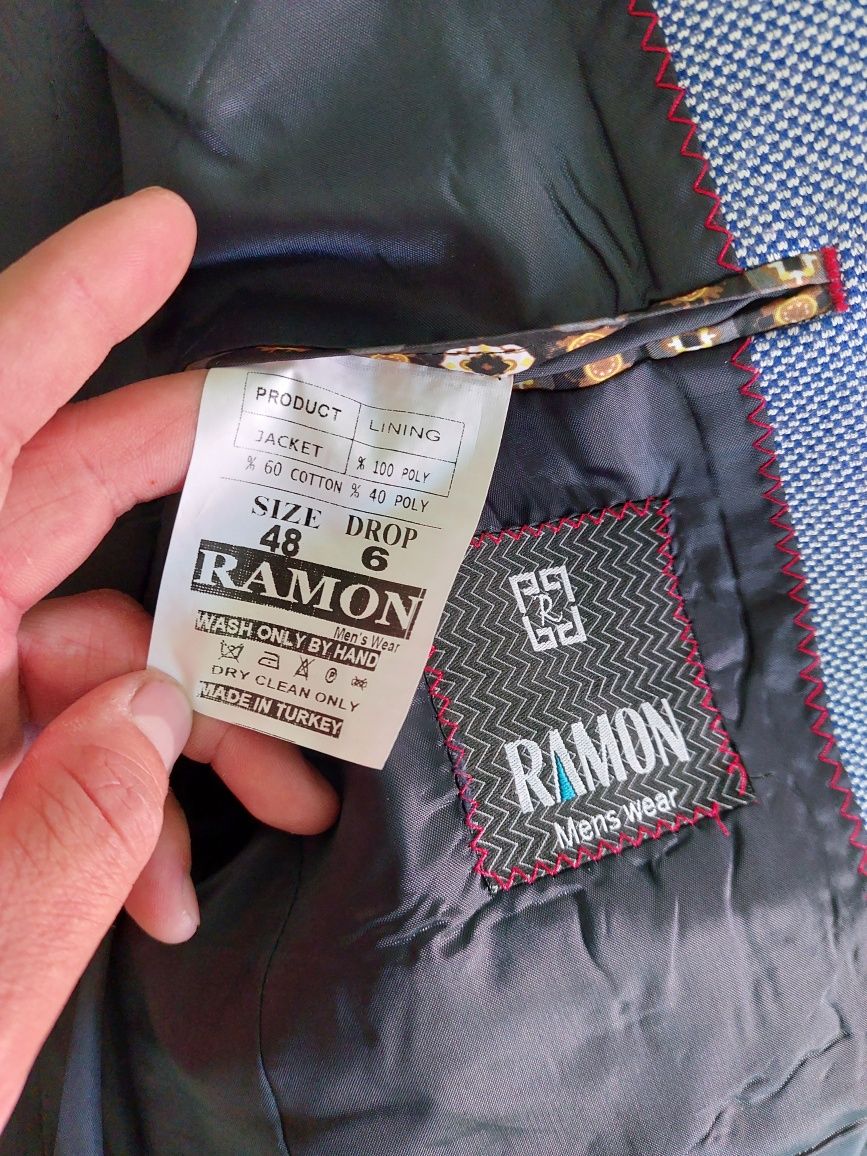 PRODUCT LINING
JACKET % 100 POLY
% 60 COTTON % 40 POLY
SIZE DROP
48 6
RAMON
Men's Wear
WASH ONLY BY HAND
P
DRY CLEAN ONLY
MADE IN TURKEY
R
RAMON
Mens wear